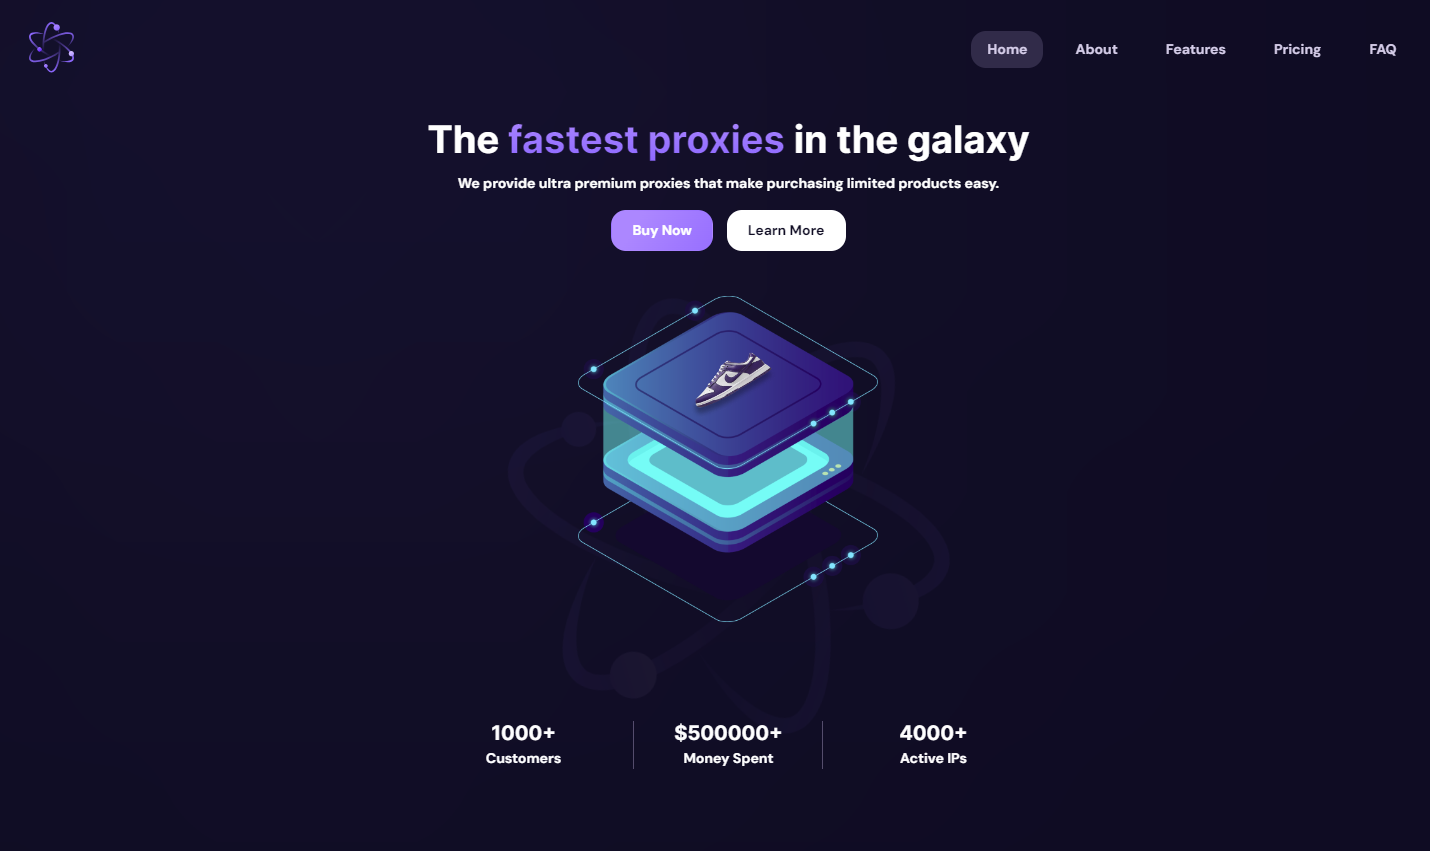 Home
About
Features
Pricing
FAQ
The fastest proxies in the galaxy
We provide ultra premium proxies that make purchasing limited products easy.
Buy Now
Learn More
1000+
Customers
$500000+
Money Spent
4000+
Active IPs